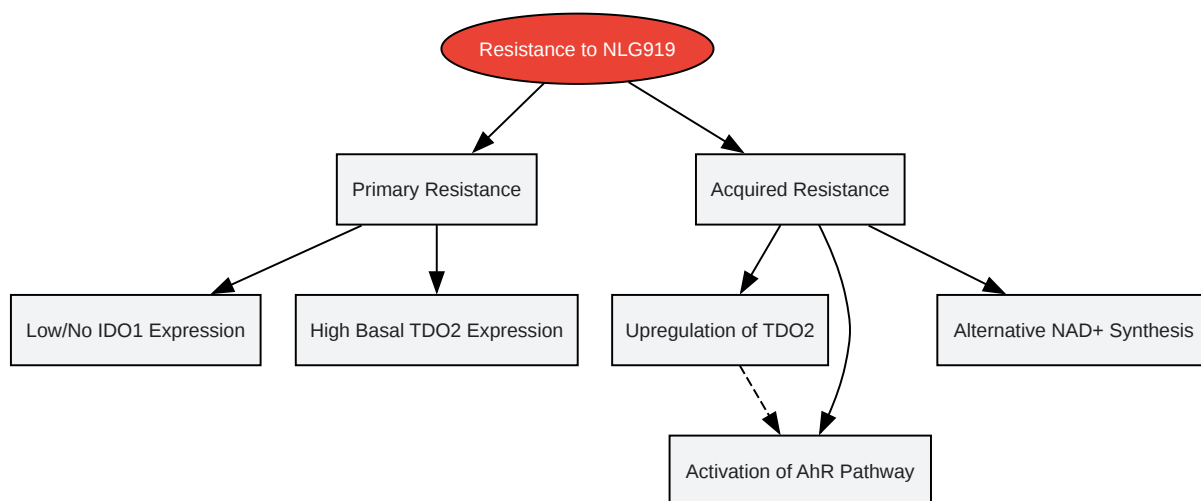 Resistance to NLG919
Primary Resistance
Acquired Resistance
Low/No IDO1 Expression
High Basal TDO2 Expression
Upregulation of TDO2
Alternative NAD+ Synthesis
Activation of AhR Pathway